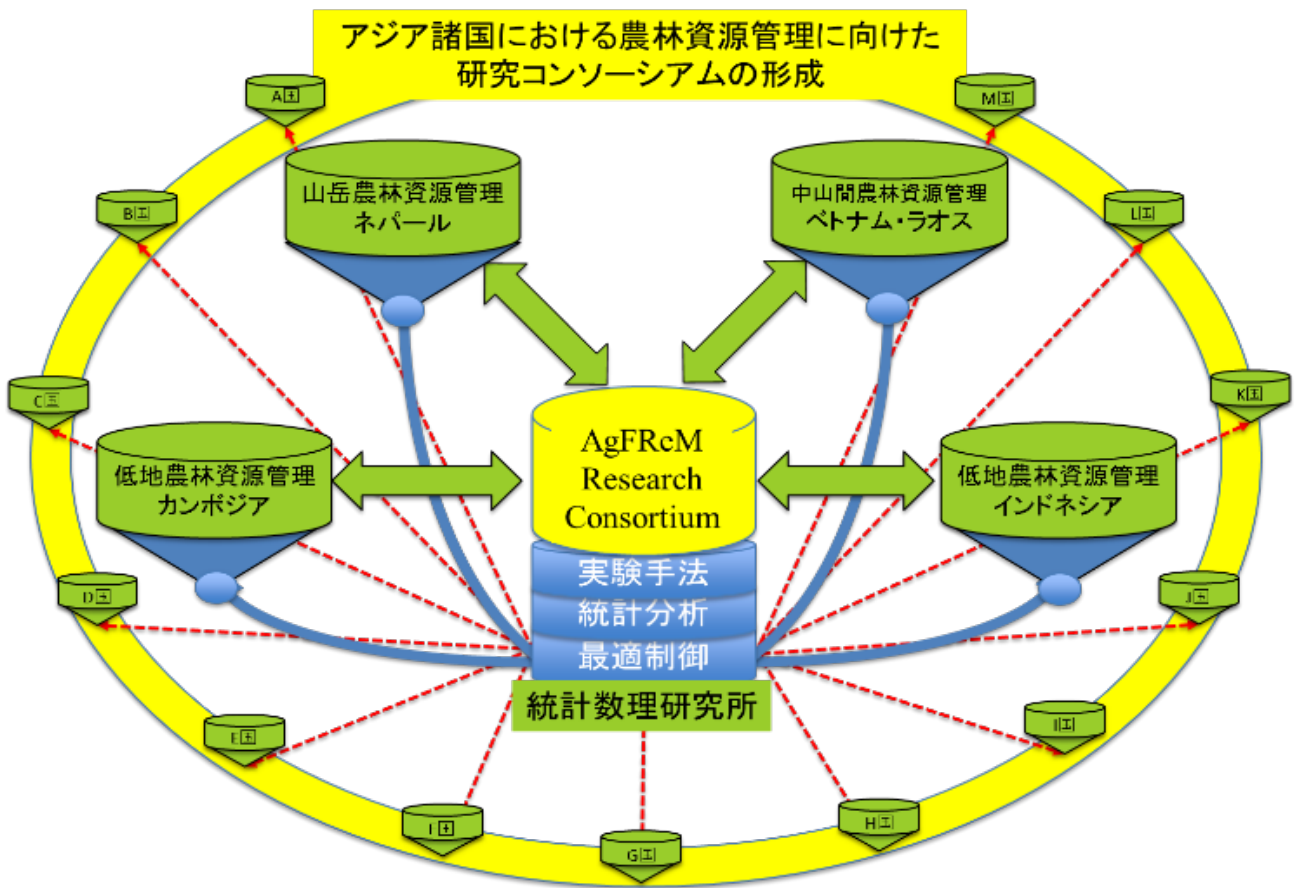 アジア諸国における農林資源管理に向けた
研究コンソーシアムの形成
A国
M国
山岳農林資源管理
ネパール
中山間農林資源管理
ベトナム・ラオス
B国
L国
C国
K国
AgFReM
Research
Consortium
低地農林資源管理
カンボジア
低地農林資源管理
インドネシア
実験手法
統計分析
最適制御
D国
J国
統計数理研究所
E国
I国
G国
H国